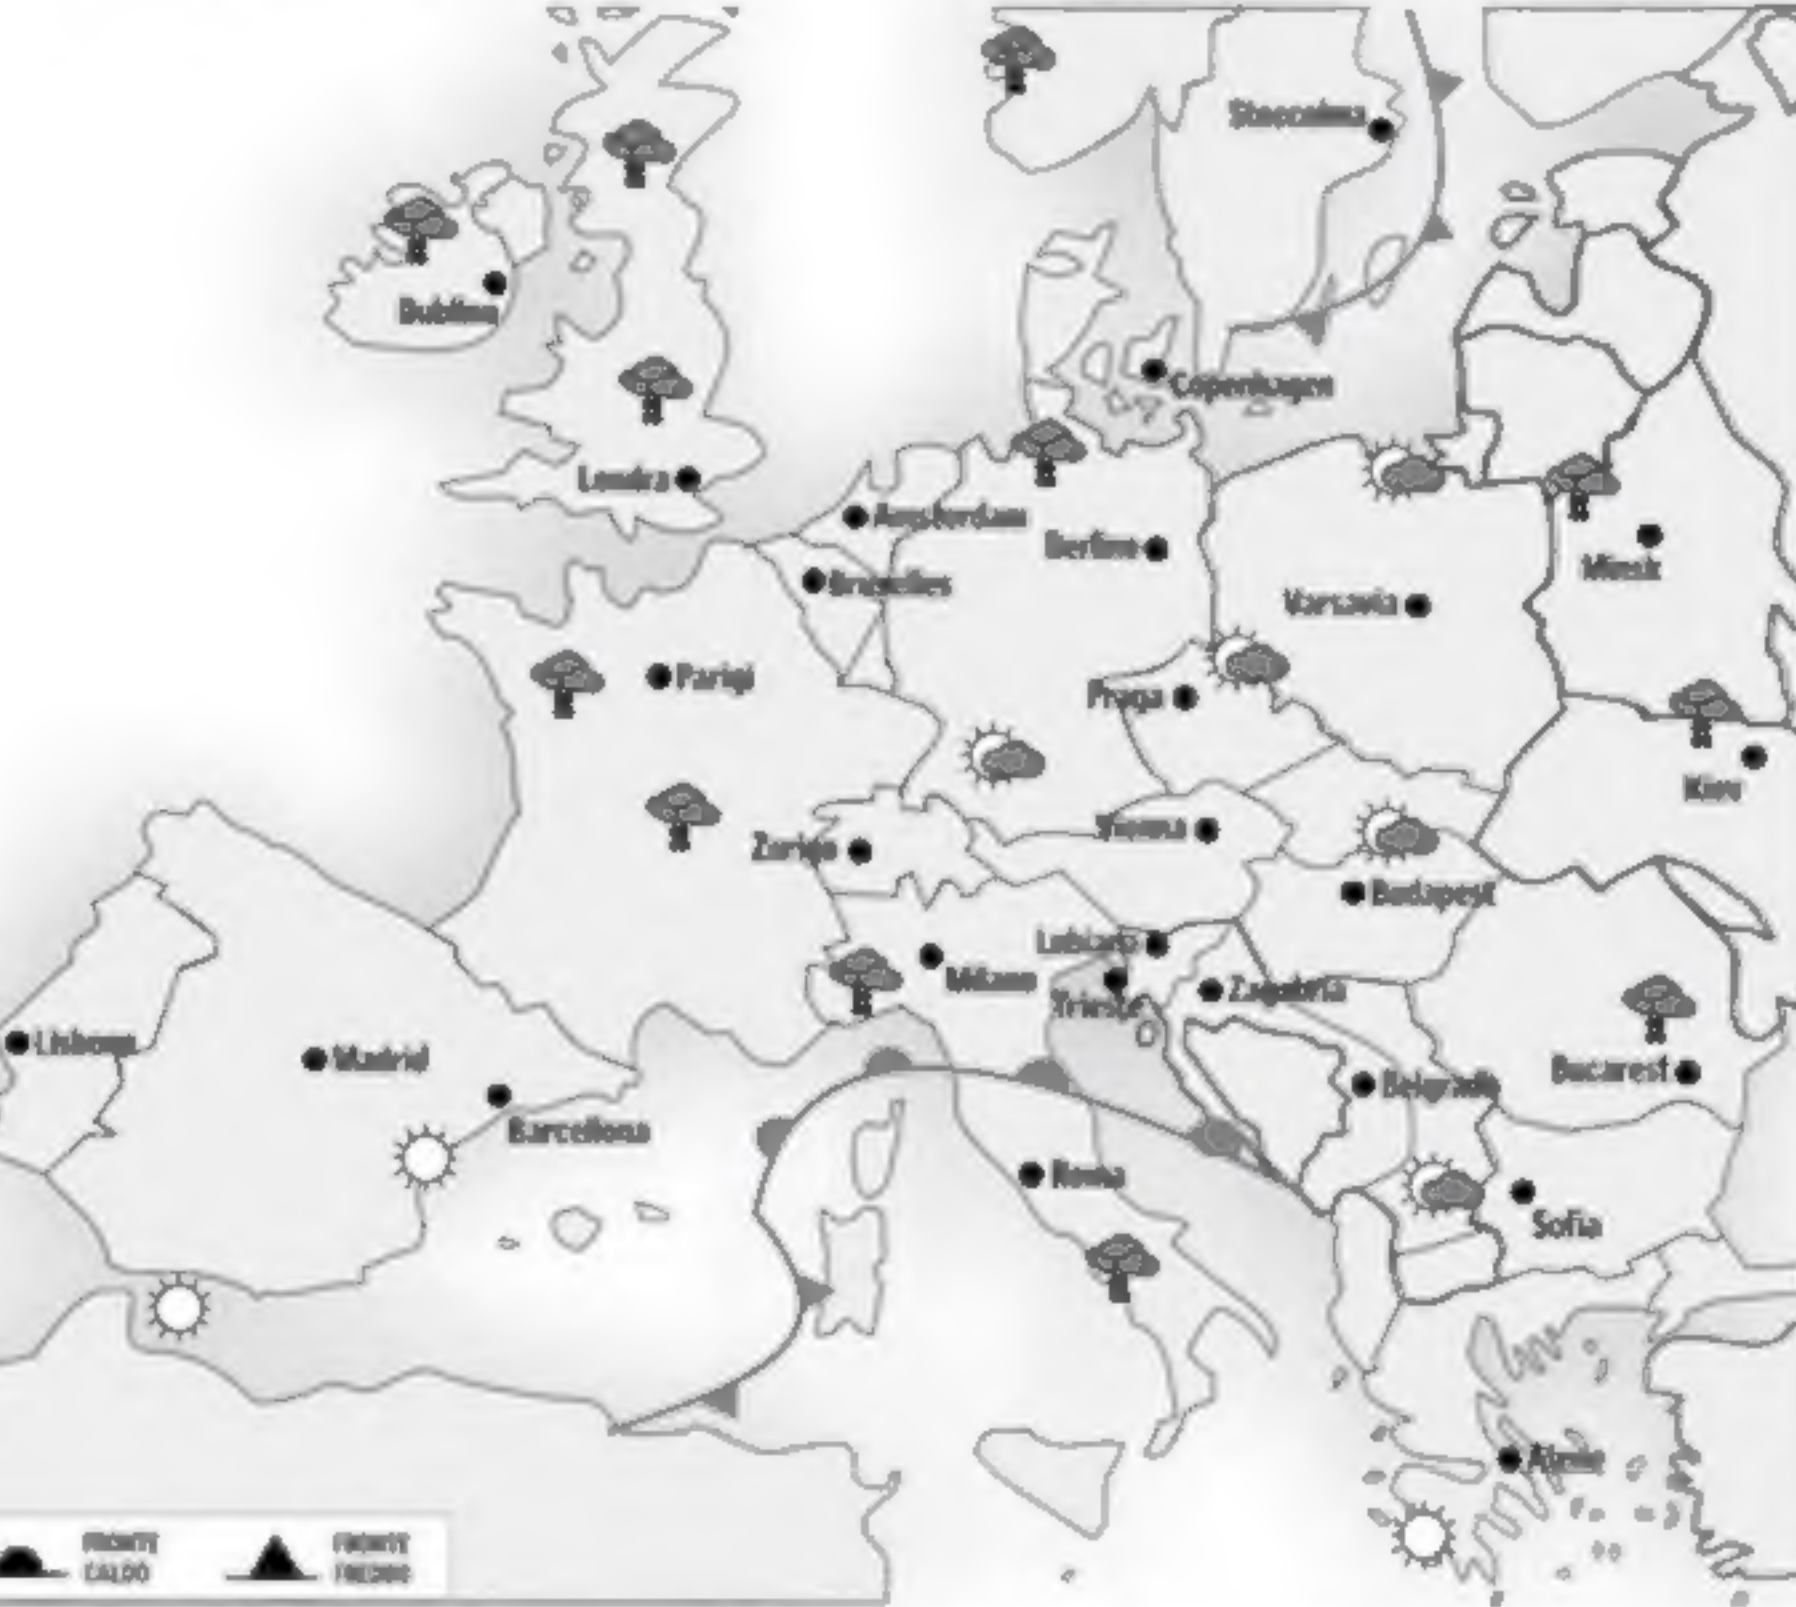 Stoccolma
Dublino
Copenhagen
Londra
Amsterdam
Berlino
Bruxelles
Minsk
Varsavia
Parigi
Praga
Kiev
Vienna
Zurigo
Budapest
Lubiana
Milano
Trieste
Zagabria
Lisbona
Madrid
Belgrado
Bucarest
Barcellona
Roma
Sofia
Atene
FRONTE
CALDO
FRONTE
FREDDO